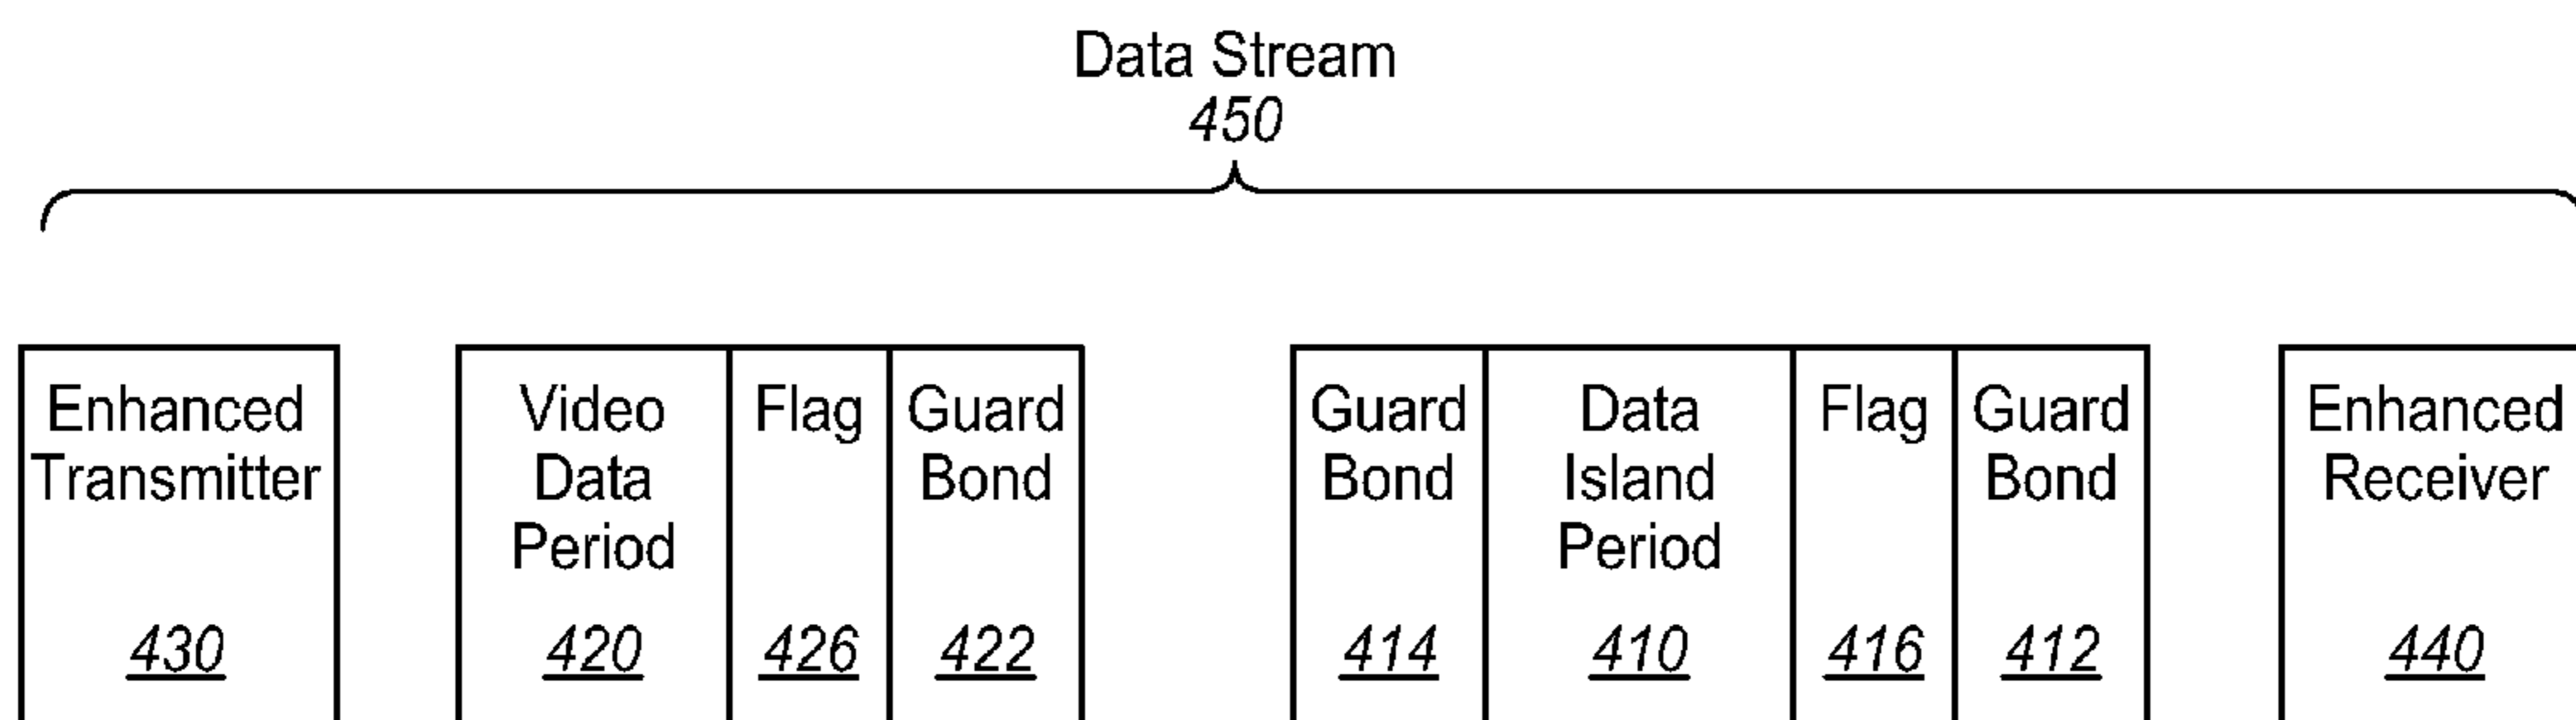 Data Stream
450
Enhanced
Transmitter
430
Video
Data
Period
420
Flag
426
Guard
Bond
422
Guard
Bond
414
Data
Island
Period
410
Flag
416
Guard
Bond
412
Enhanced
Receiver
440